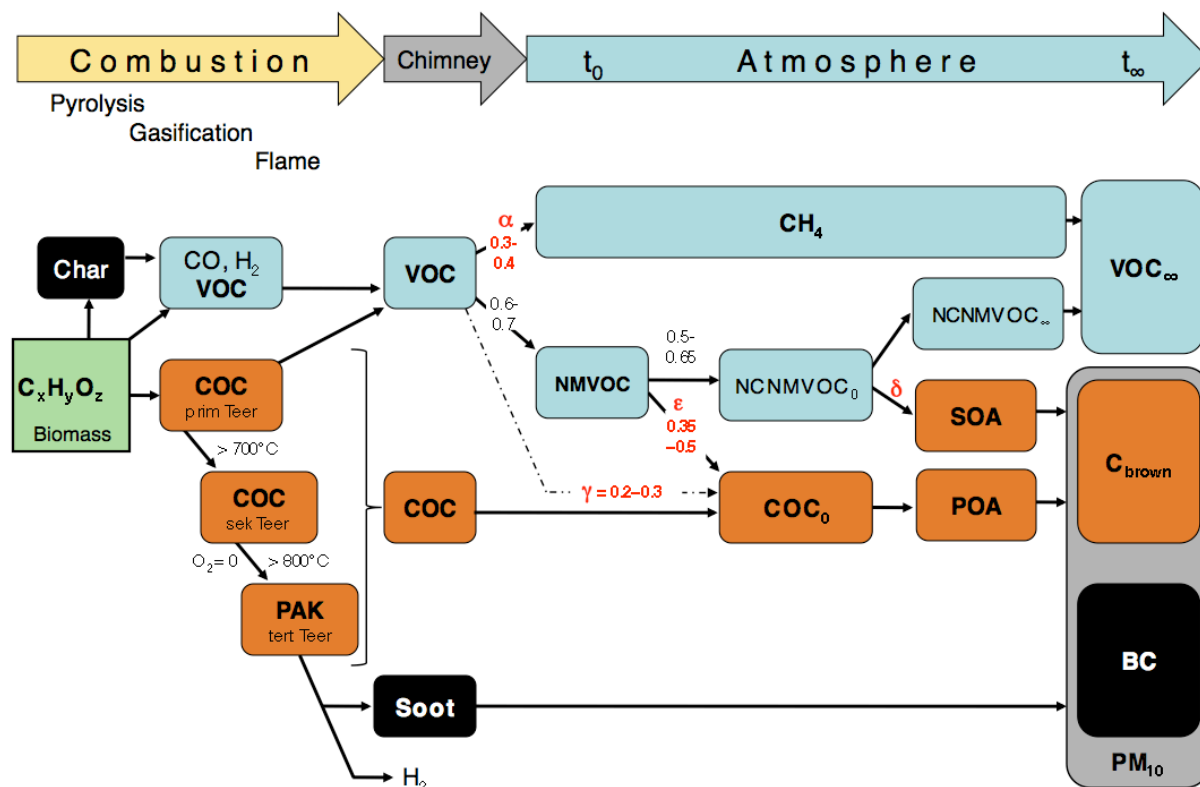 Combustion
Chimney
t₀ Atmosphere t∞
Pyrolysis
Gasification
Flame
α
0.3-
0.4
CH₄
VOC∞
Char
CO, H₂
VOC
VOC
0.6-
0.7
NCNMVOC∞
CₓHᵧO_z
Biomass
COC
prim Teer
NMVOC
0.5-
0.65
NCNMVOC₀
δ
SOA
ε
0.35
–0.5
C_brown
> 700°C
COC
sek Teer
COC
γ = 0.2–0.3
COC₀
POA
O₂= 0 > 800°C
PAK
tert Teer
Soot
BC
H₂
PM₁₀